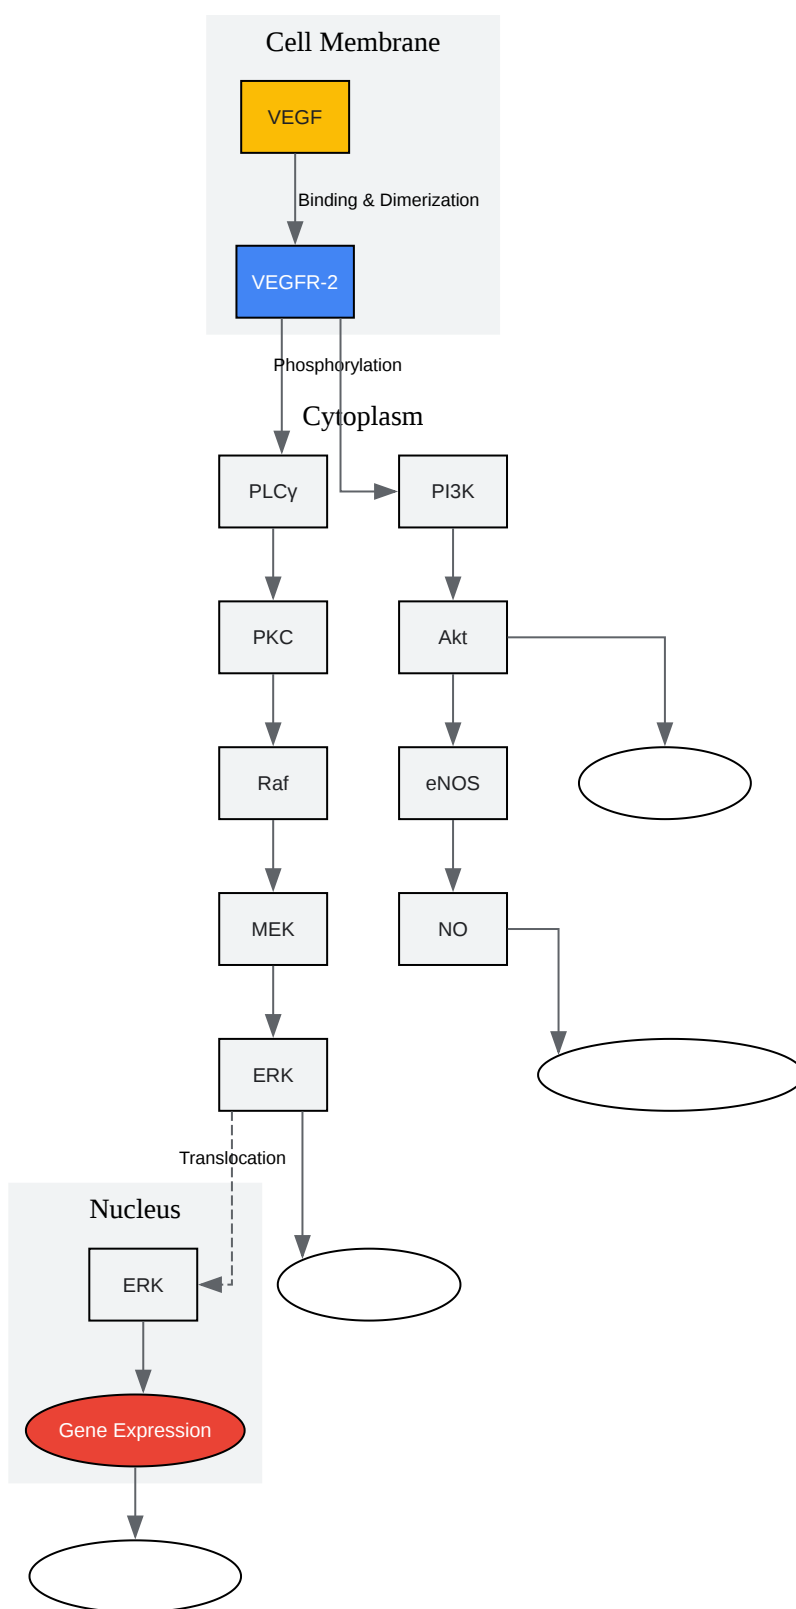 Cell Membrane
VEGF
Binding & Dimerization
VEGFR-2
Phosphorylation
Cytoplasm
PLCγ
PI3K
PKC
Akt
Raf
eNOS
MEK
NO
ERK
Translocation
Nucleus
ERK
Gene Expression